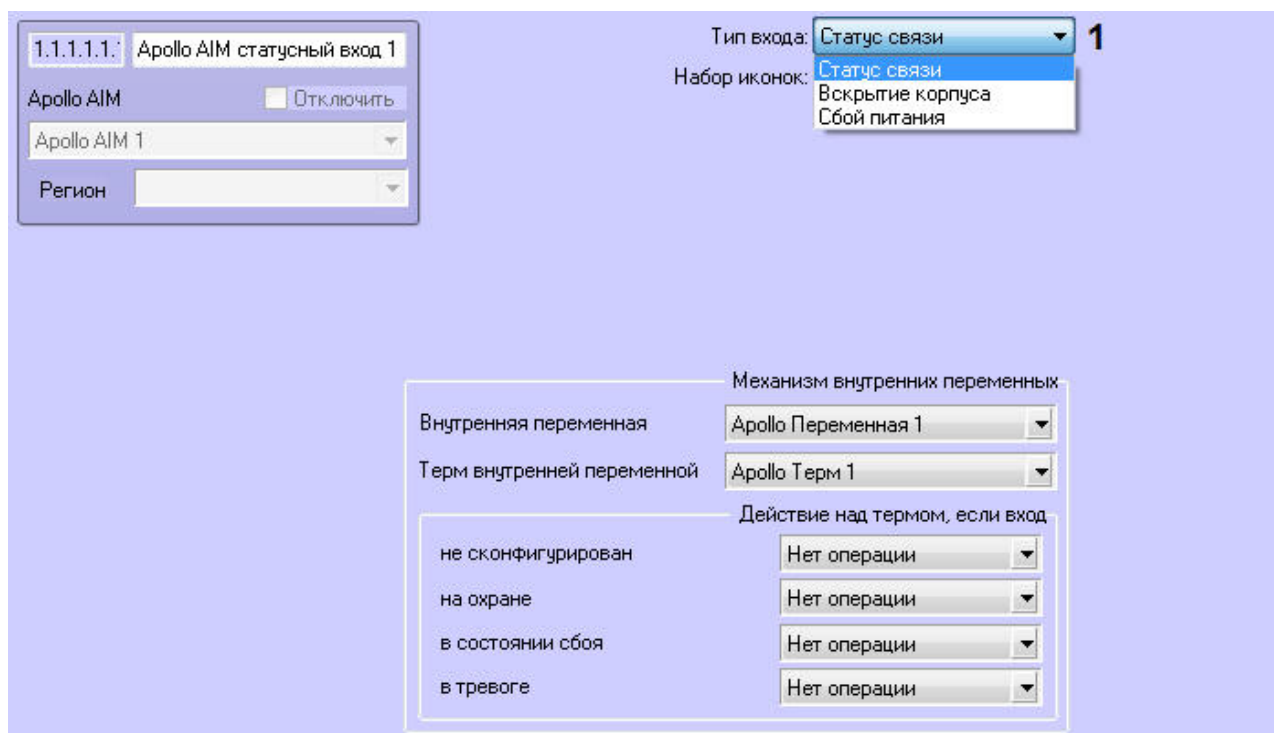 1.1.1.1.1. Apollo AIM статусный вход 1
Apollo AIM Отключить
Apollo AIM 1
Регион
Тип входа: Статус связи 1
Набор иконок: Статус связи
Вскрытие корпуса
Сбой питания
Механизм внутренних переменных
Внутренняя переменная Apollo Переменная 1
Терм внутренней переменной Apollo Терм 1
Действие над термом, если вход
не сконфигурирован Нет операции
на охране Нет операции
в состоянии сбоя Нет операции
в тревоге Нет операции